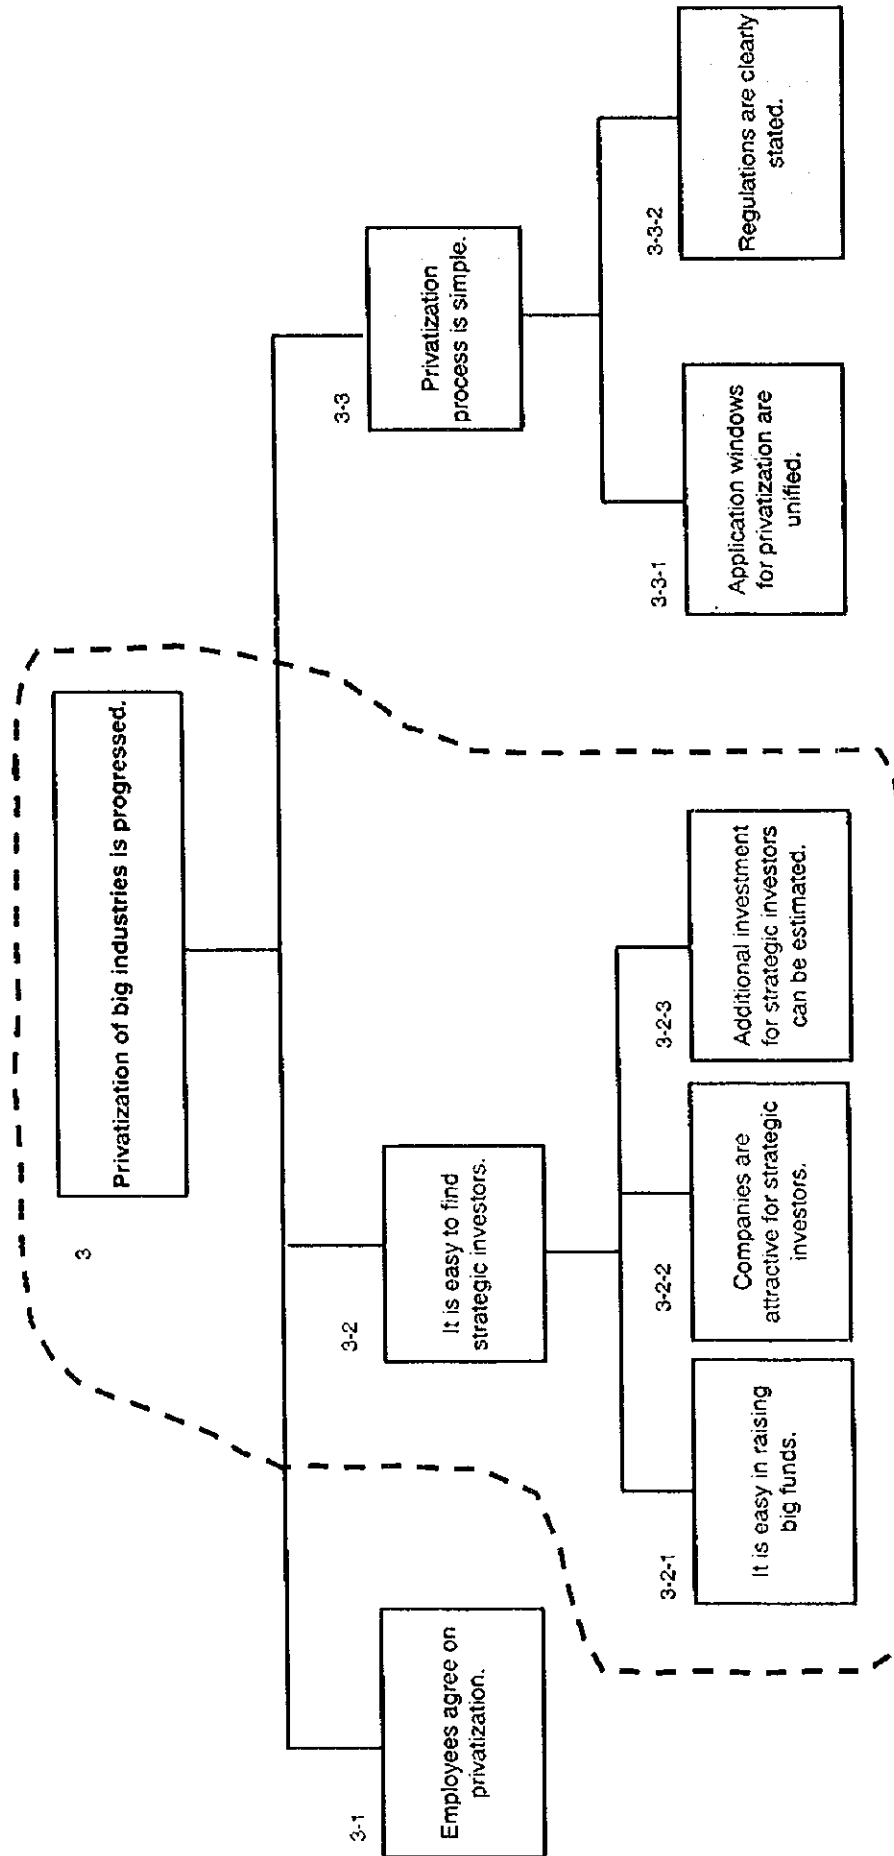 3
Privatization of big industries is progressed.
3-1
Employees agree on
privatization.
3-2
It is easy to find
strategic investors.
3-3
Privatization
process is simple.
3-2-1
It is easy in raising
big funds.
3-2-2
Companies are
attractive for strategic
investors.
3-2-3
Additional investment
for strategic investors
can be estimated.
3-3-1
Application windows
for privatization are
unified.
3-3-2
Regulations are clearly
stated.